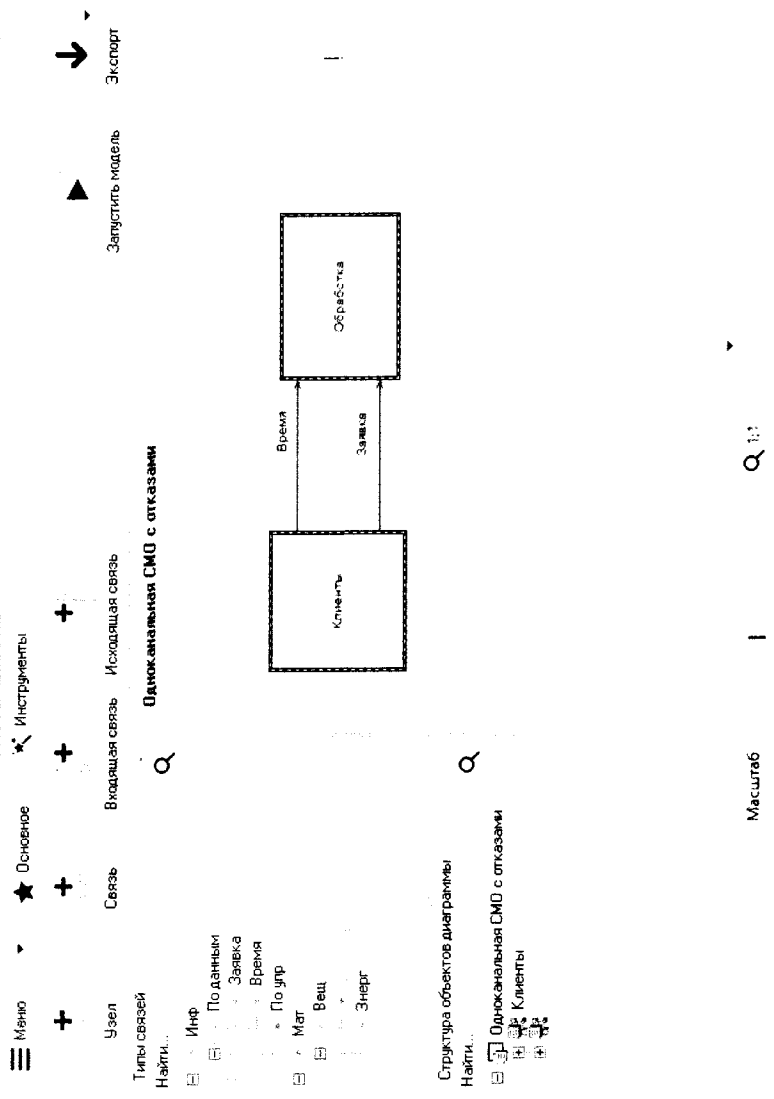 Меню Основное Инструменты
Узел Связь Входящая связь Исходящая связь Запустить модель Экспорт
Типы связей
Найти...
Инф
По данным
Заявка
Время
По упр
Мат
Вещ
Энерг
Структура объектов диаграммы
Найти...
Одноканальная СМО с отказами
Клиенты
Одноканальная СМО с отказами
Клиенты
Время
Заявка
Обработка
Масштаб
1:1